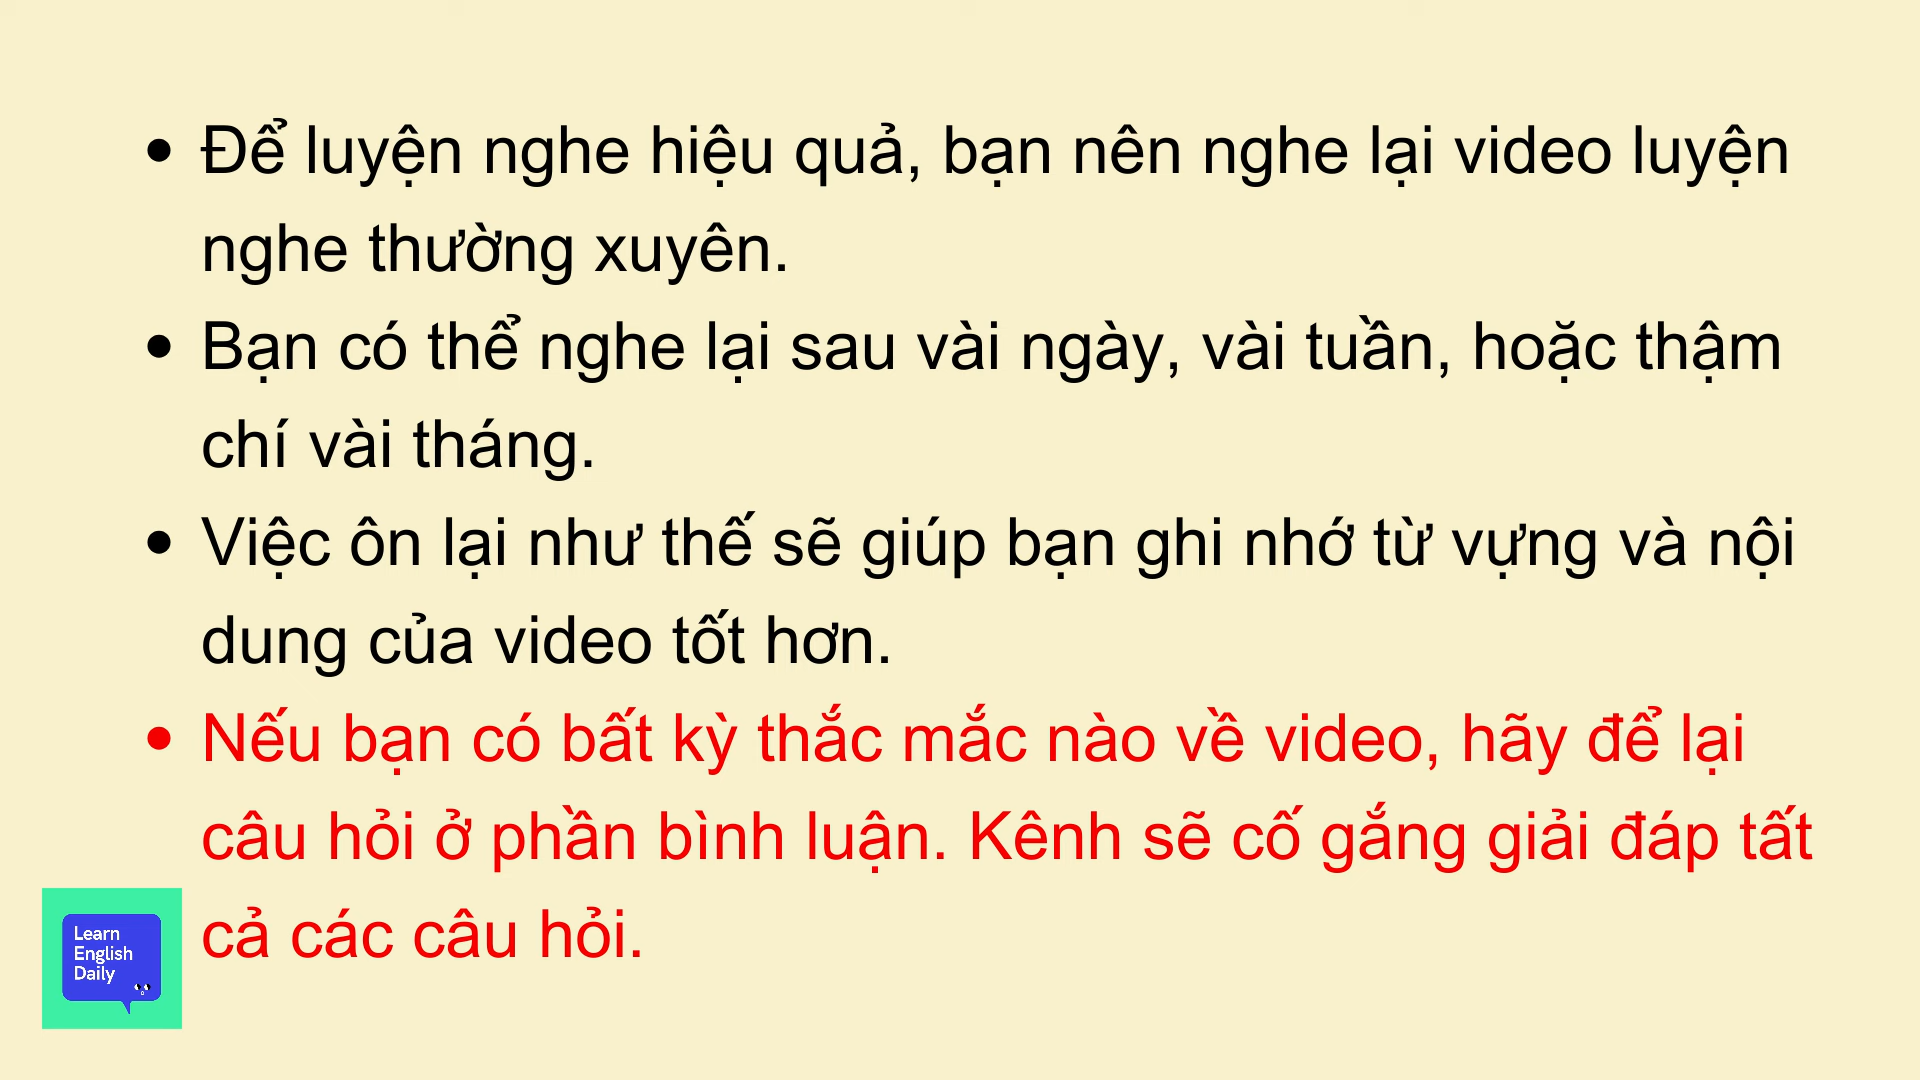 • Để luyện nghe hiệu quả, bạn nên nghe lại video luyện
nghe thường xuyên.
• Bạn có thể nghe lại sau vài ngày, vài tuần, hoặc thậm
chí vài tháng.
• Việc ôn lại như thế sẽ giúp bạn ghi nhớ từ vựng và nội
dung của video tốt hơn.
• Nếu bạn có bất kỳ thắc mắc nào về video, hãy để lại
câu hỏi ở phần bình luận. Kênh sẽ cố gắng giải đáp tất
cả các câu hỏi.
Learn
English
Daily